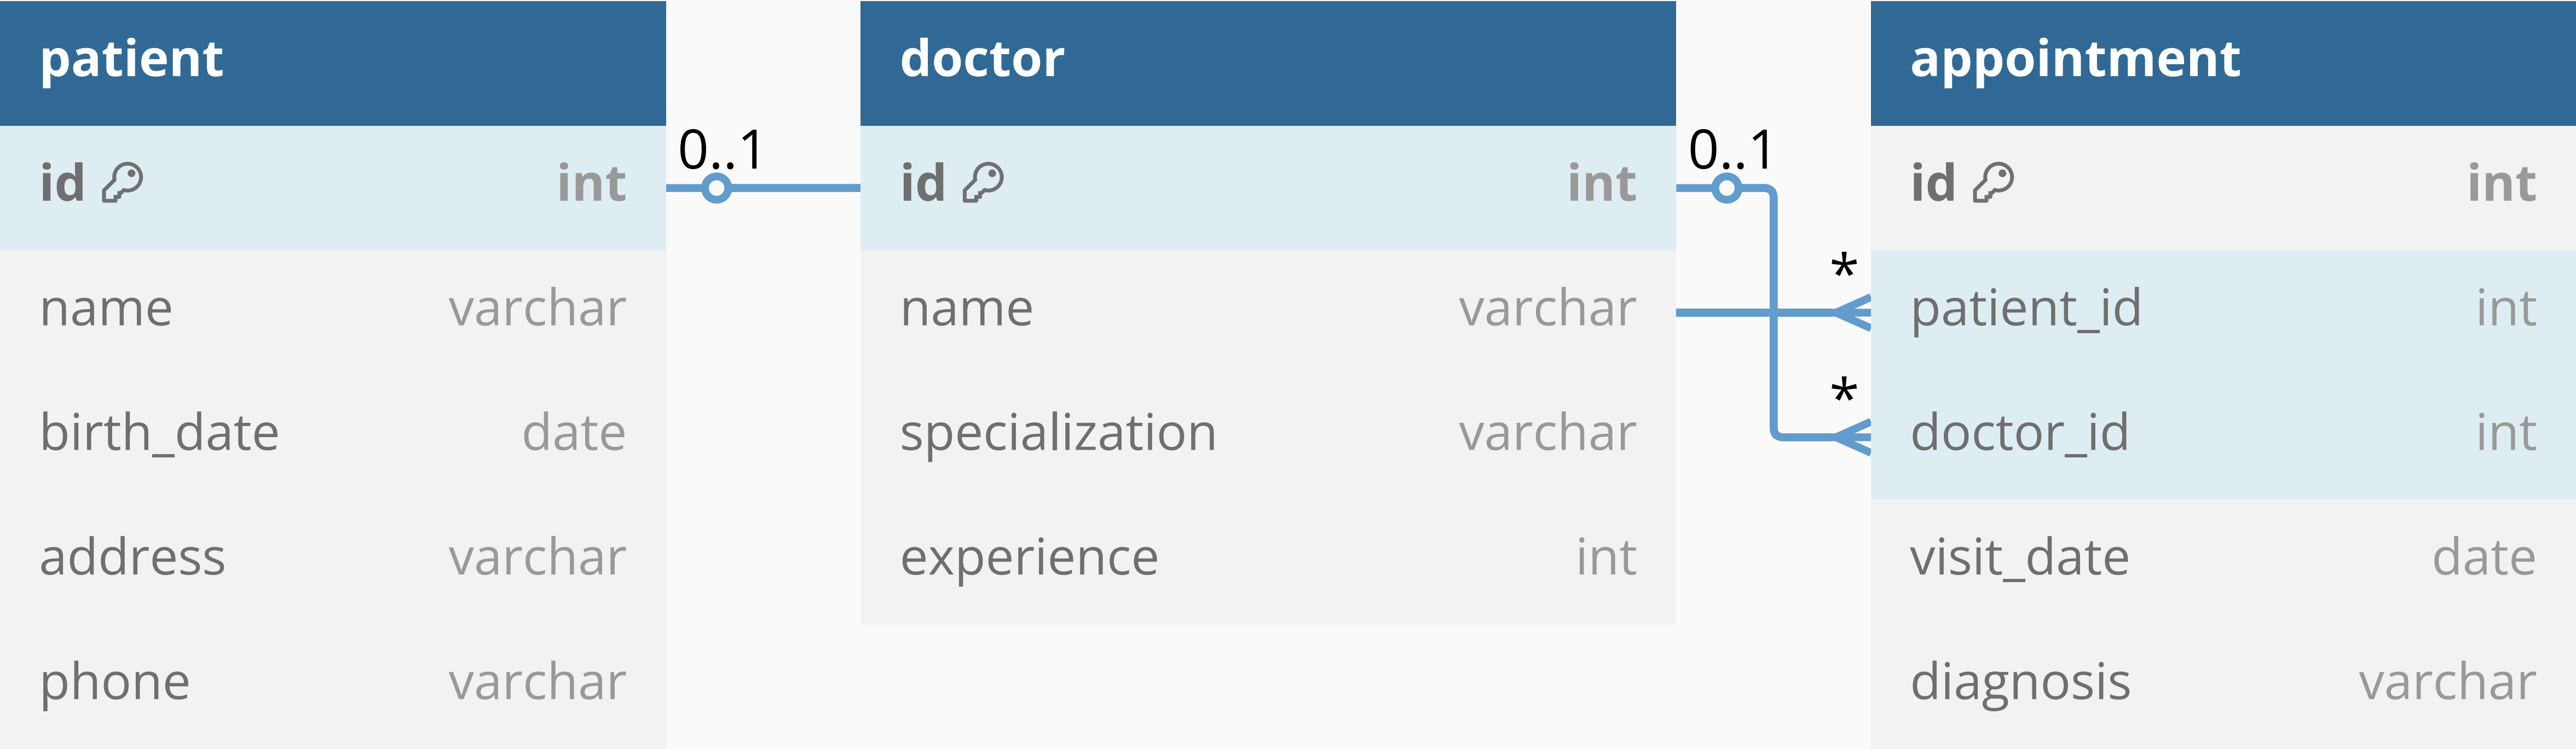 patient
id int
name varchar
birth_date date
address varchar
phone varchar
0..1
doctor
id int
name varchar
specialization varchar
experience int
0..1
*
*
appointment
id int
patient_id int
doctor_id int
visit_date date
diagnosis varchar